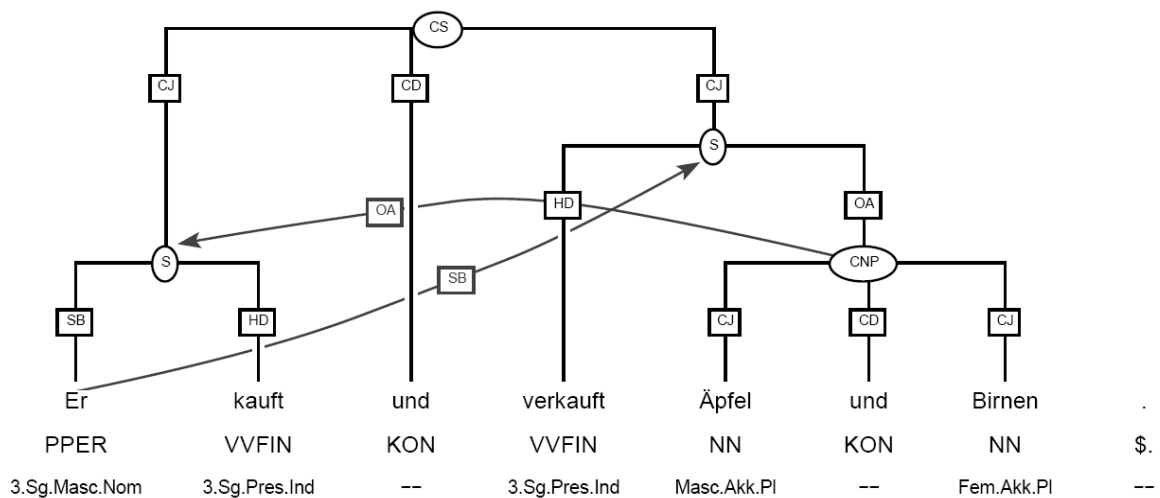 CS
CJ CD CJ
S
HD OA
OA
S CNP
SB
SB HD CJ CD CJ
Er kauft und verkauft Äpfel und Birnen .
PPER VVFIN KON VVFIN NN KON NN $.
3.Sg.Masc.Nom 3.Sg.Pres.Ind -- 3.Sg.Pres.Ind Masc.Akk.Pl -- Fem.Akk.Pl --